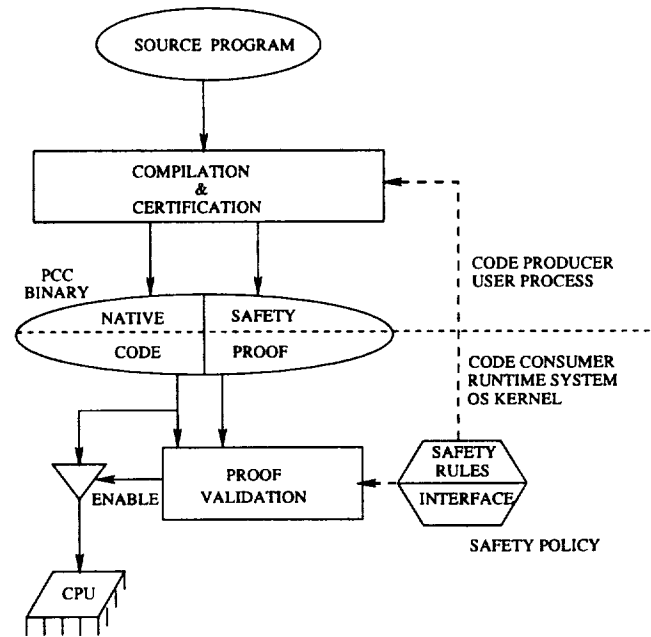 SOURCE PROGRAM
COMPILATION
&
CERTIFICATION
PCC
BINARY
NATIVE
SAFETY
CODE
PROOF
CODE PRODUCER
USER PROCESS
CODE CONSUMER
RUNTIME SYSTEM
OS KERNEL
PROOF
VALIDATION
ENABLE
SAFETY
RULES
INTERFACE
SAFETY POLICY
CPU